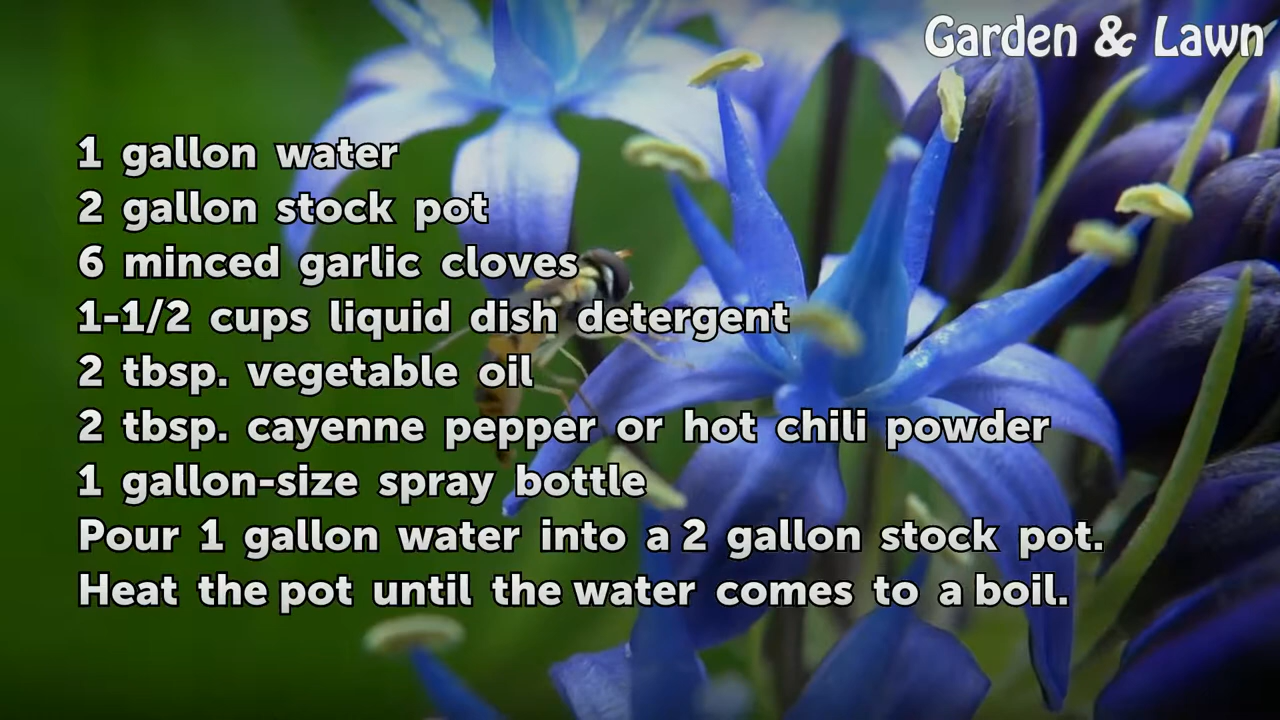 Garden & Lawn
1 gallon water
2 gallon stock pot
6 minced garlic cloves
1-1/2 cups liquid dish detergent
2 tbsp. vegetable oil
2 tbsp. cayenne pepper or hot chili powder
1 gallon-size spray bottle
Pour 1 gallon water into a 2 gallon stock pot.
Heat the pot until the water comes to a boil.